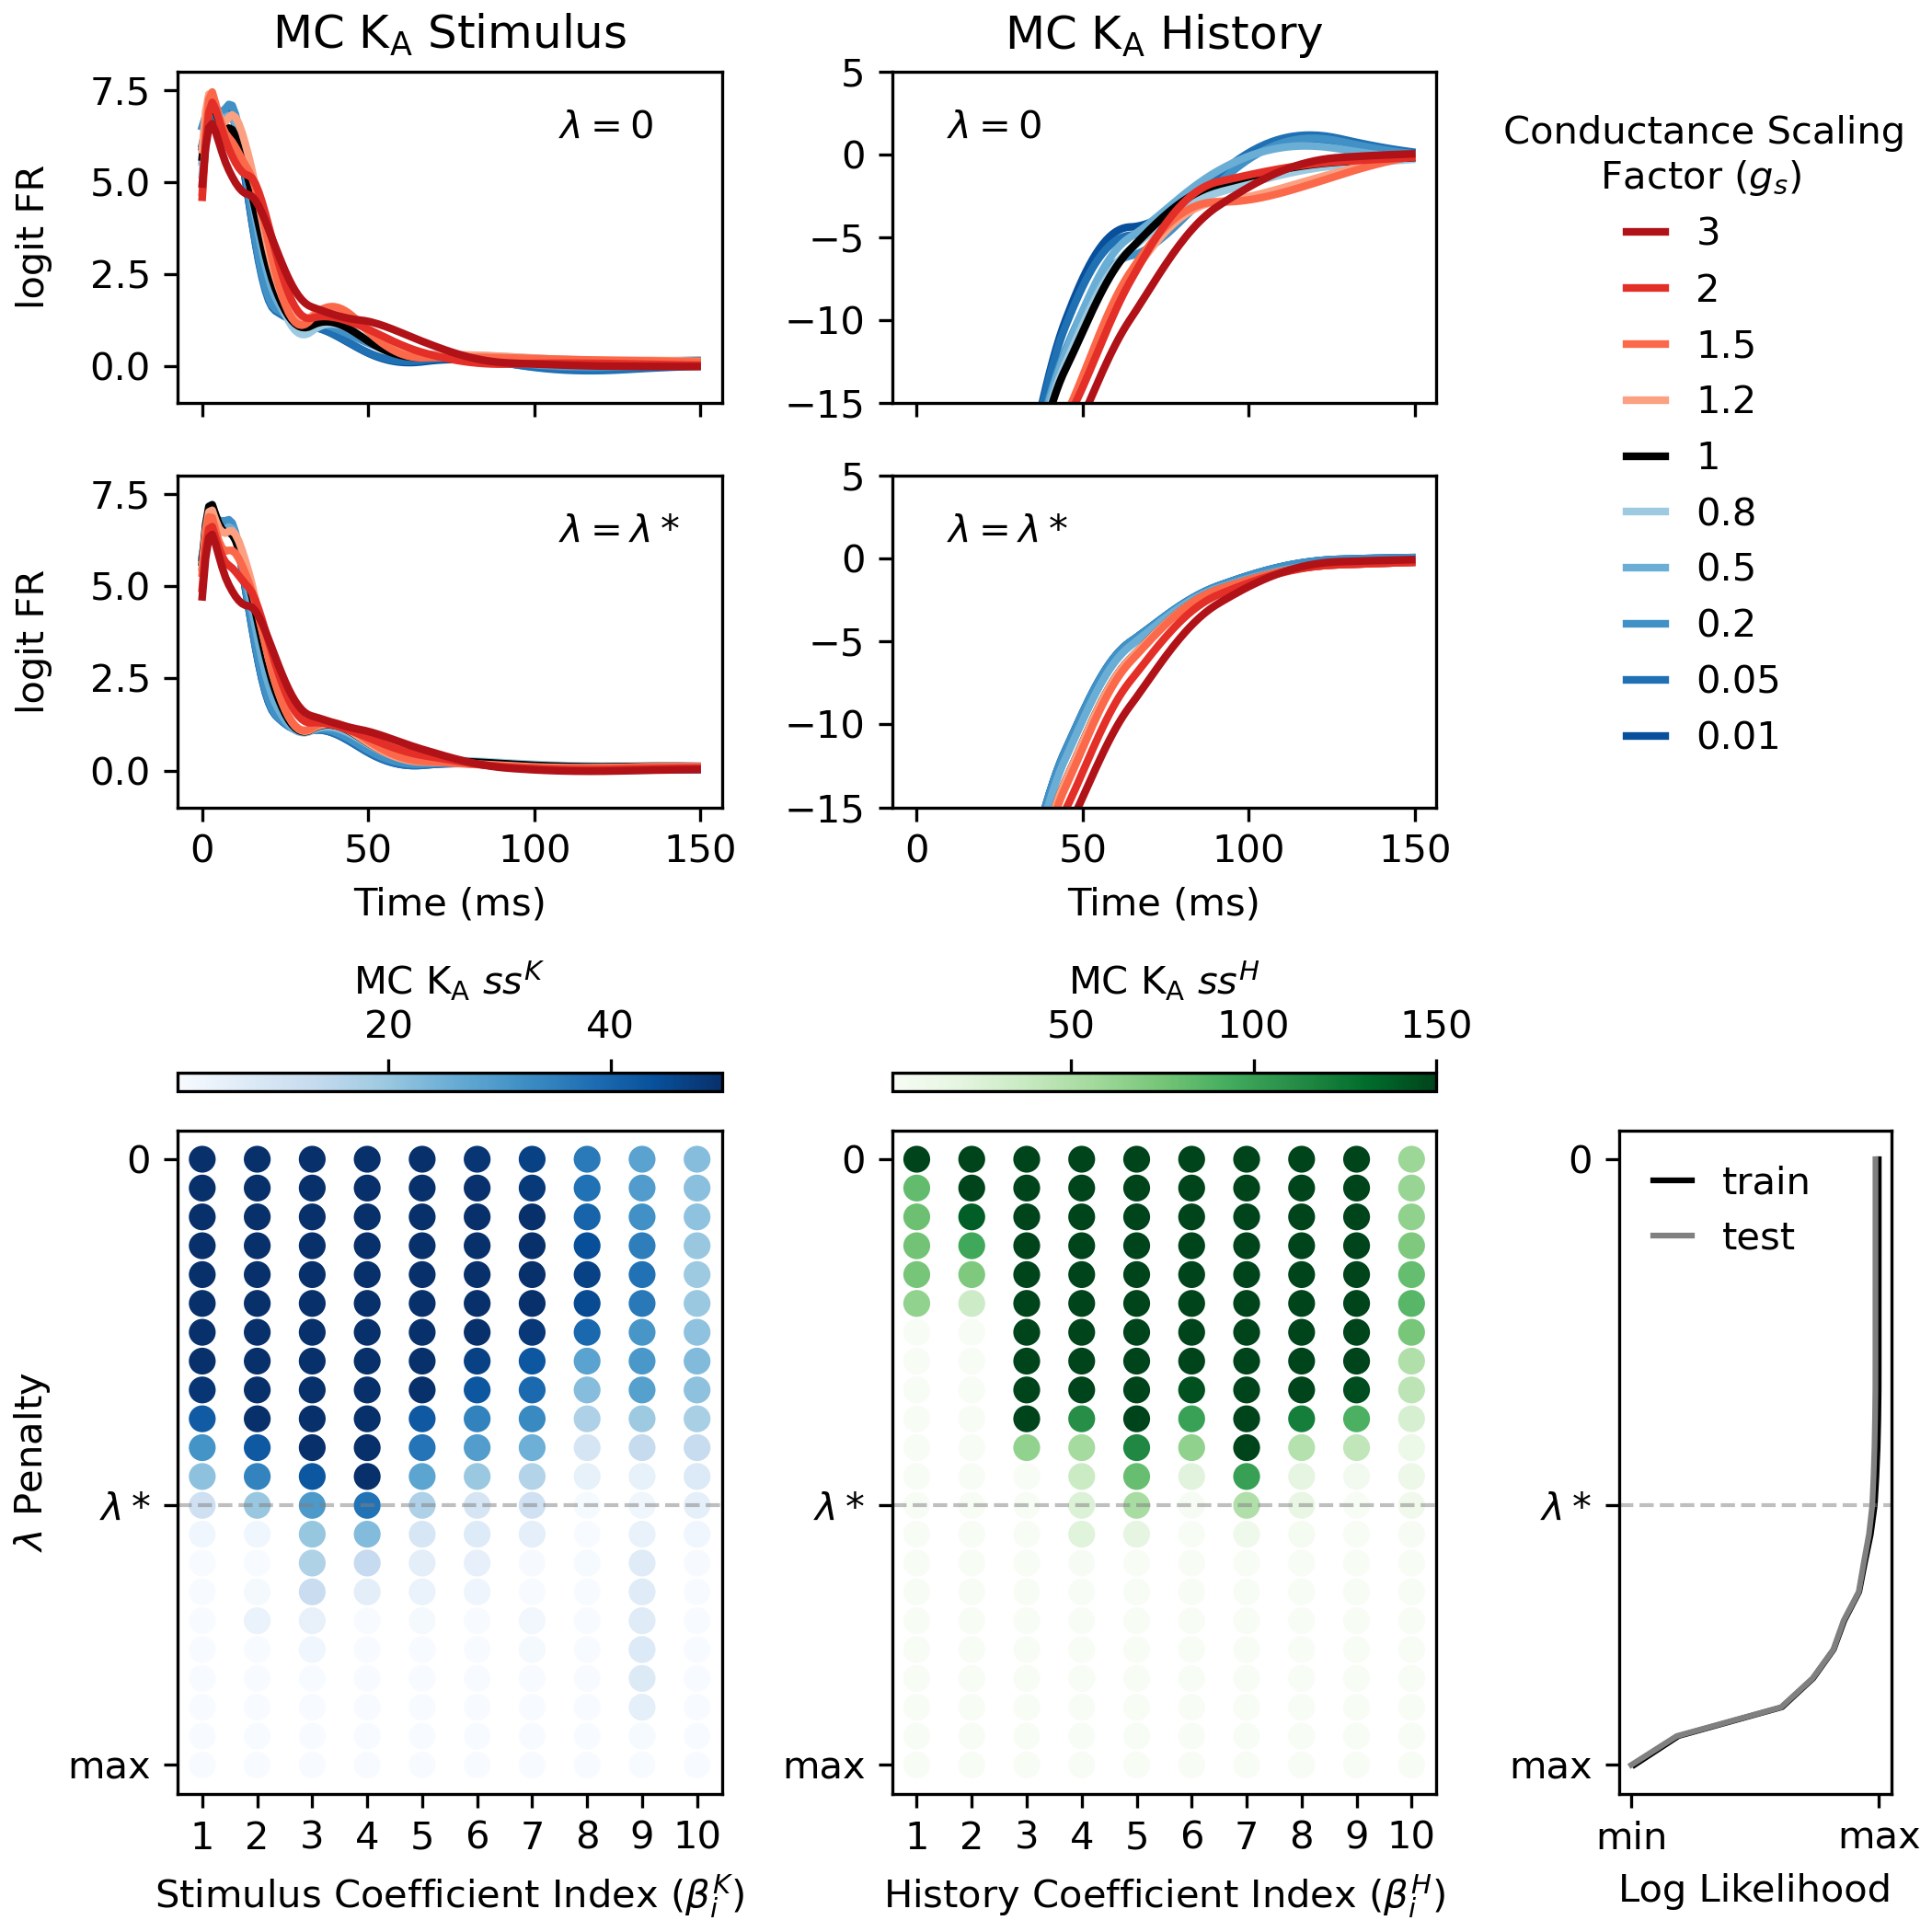 MC K_A Stimulus
MC K_A History
7.5
5.0
2.5
0.0
logit FR
λ = 0
5
0
−5
−10
−15
λ = 0
Conductance Scaling
Factor (g_s)
3
2
1.5
1.2
1
0.8
0.5
0.2
0.05
0.01
7.5
5.0
2.5
0.0
logit FR
λ = λ *
0 50 100 150
Time (ms)
5
0
−5
−10
−15
λ = λ *
0 50 100 150
Time (ms)
MC K_A ss^K
20 40
MC K_A ss^H
50 100 150
λ Penalty
0
λ *
max
1 2 3 4 5 6 7 8 9 10
Stimulus Coefficient Index (β_i^K)
0
λ *
max
1 2 3 4 5 6 7 8 9 10
History Coefficient Index (β_i^H)
0
λ *
max
train
test
min max
Log Likelihood